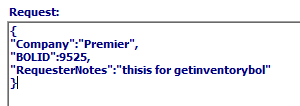 Request:
{
"Company":"Premier",
"BOLID":9525,
"RequesterNotes":"thisis for getinventorybol"
}